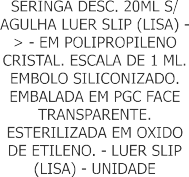 SERINGA DESC. 20ML S/
AGULHA LUER SLIP (LISA) -
> - EM POLIPROPILENO
CRISTAL. ESCALA DE 1 ML.
EMBOLO SILICONIZADO.
EMBALADA EM PGC FACE
TRANSPARENTE.
ESTERILIZADA EM OXIDO
DE ETILENO. - LUER SLIP
(LISA) - UNIDADE